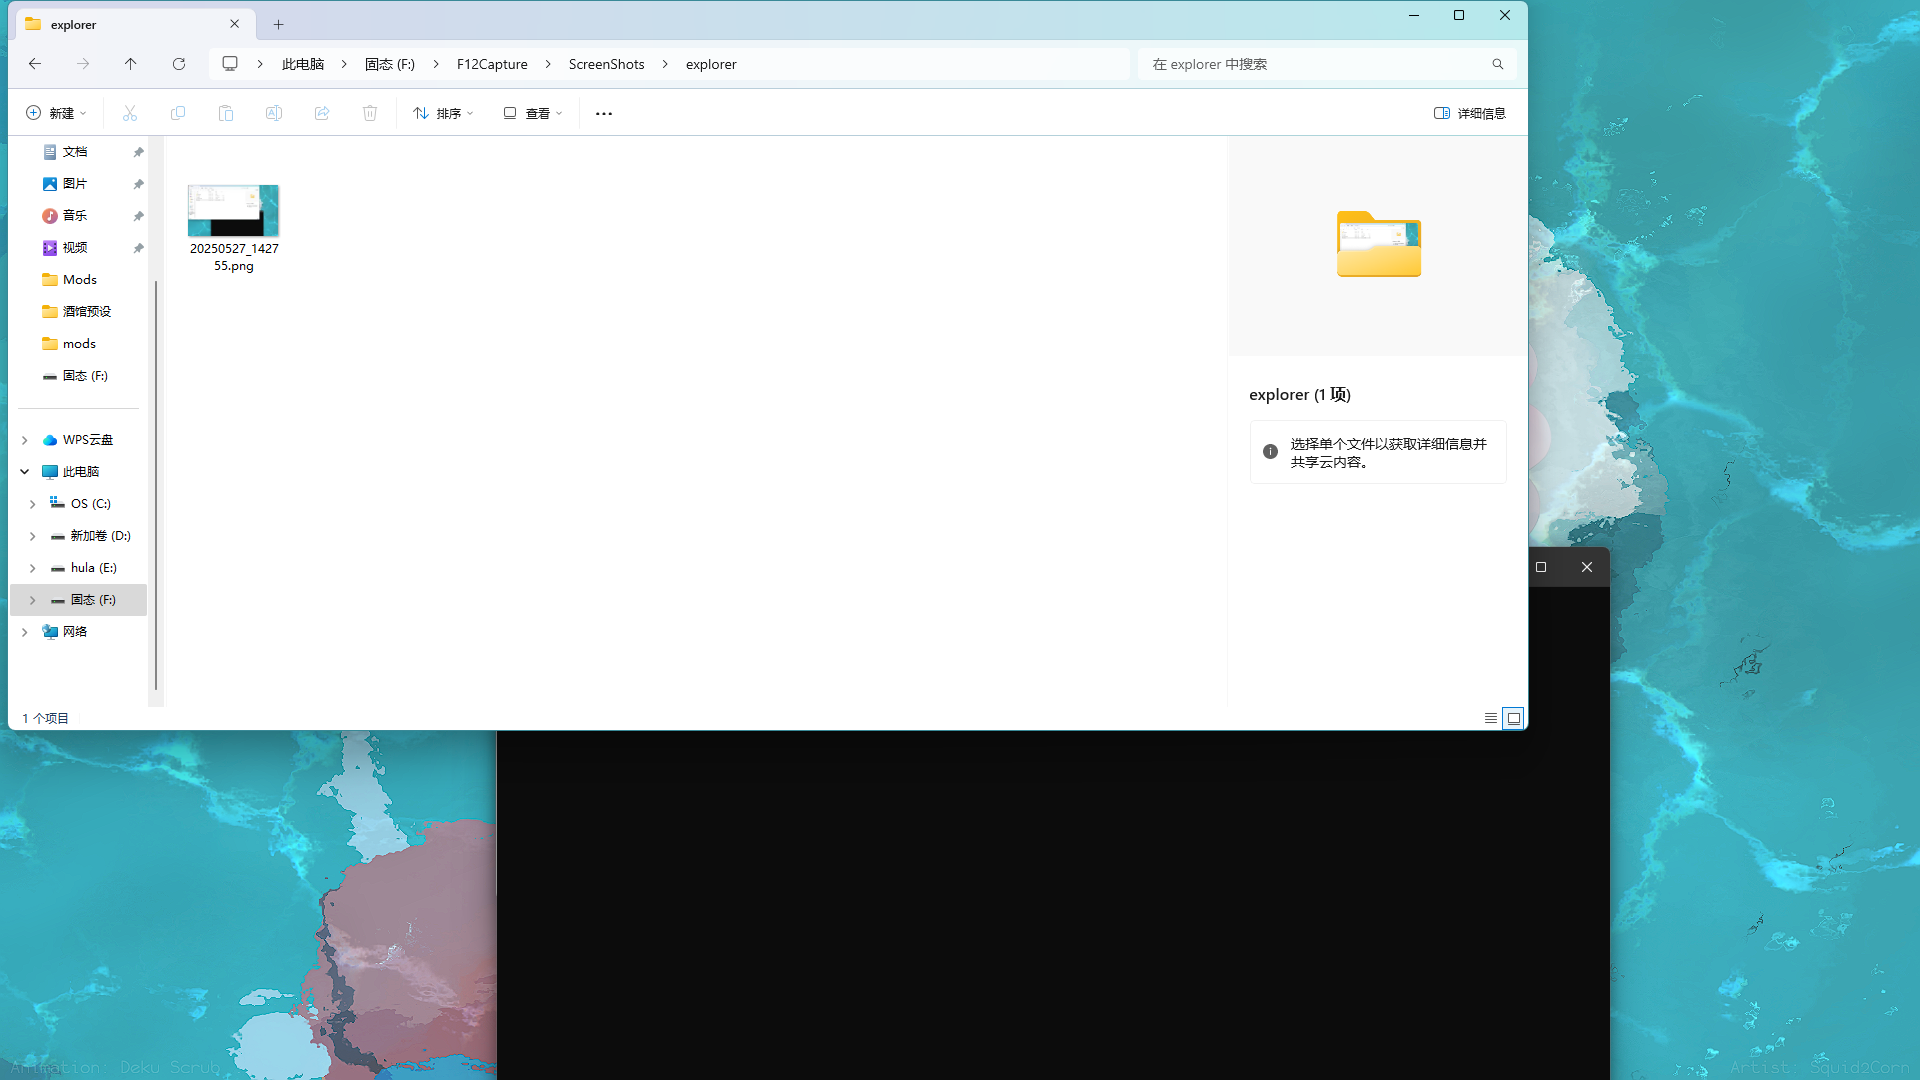 explorer
此电脑
固态 (F:)
F12Capture
ScreenShots
explorer
在 explorer 中搜索
新建
排序
查看
详细信息
文档
图片
音乐
视频
Mods
酒馆预设
mods
固态 (F:)
WPS云盘
此电脑
OS (C:)
新加卷 (D:)
hula (E:)
固态 (F:)
网络
20250527_1427
55.png
explorer (1 项)
选择单个文件以获取详细信息并
共享云内容。
1 个项目
Animation: Deku Scrub
Artist: Squid2Corn